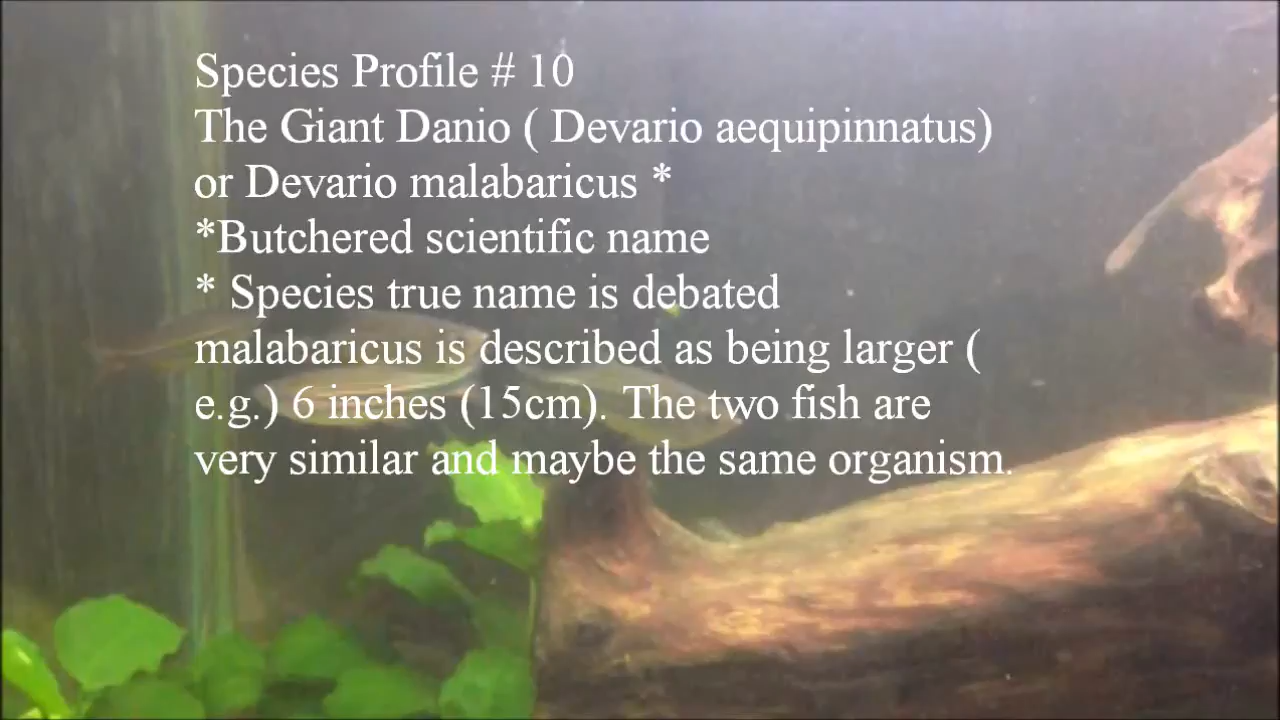 Species Profile # 10
The Giant Danio ( Devario aequipinnatus)
or Devario malabaricus *
*Butchered scientific name
* Species true name is debated
malabaricus is described as being larger (
e.g.) 6 inches (15cm). The two fish are
very similar and maybe the same organism.